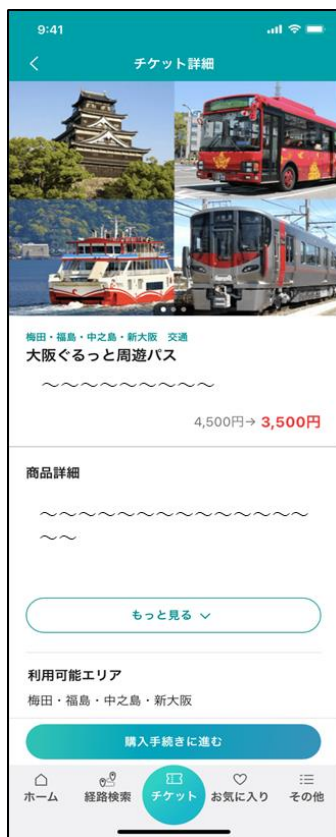 9:41
チケット詳細
梅田・福島・中之島・新大阪 交通
大阪ぐるっと周遊パス
～～～～～～～～～
4,500円→ 3,500円
商品詳細
～～～～～～～～～～～～～～
～～
もっと見る
利用可能エリア
梅田・福島・中之島・新大阪
購入手続きに進む
ホーム 経路検索 チケット お気に入り その他